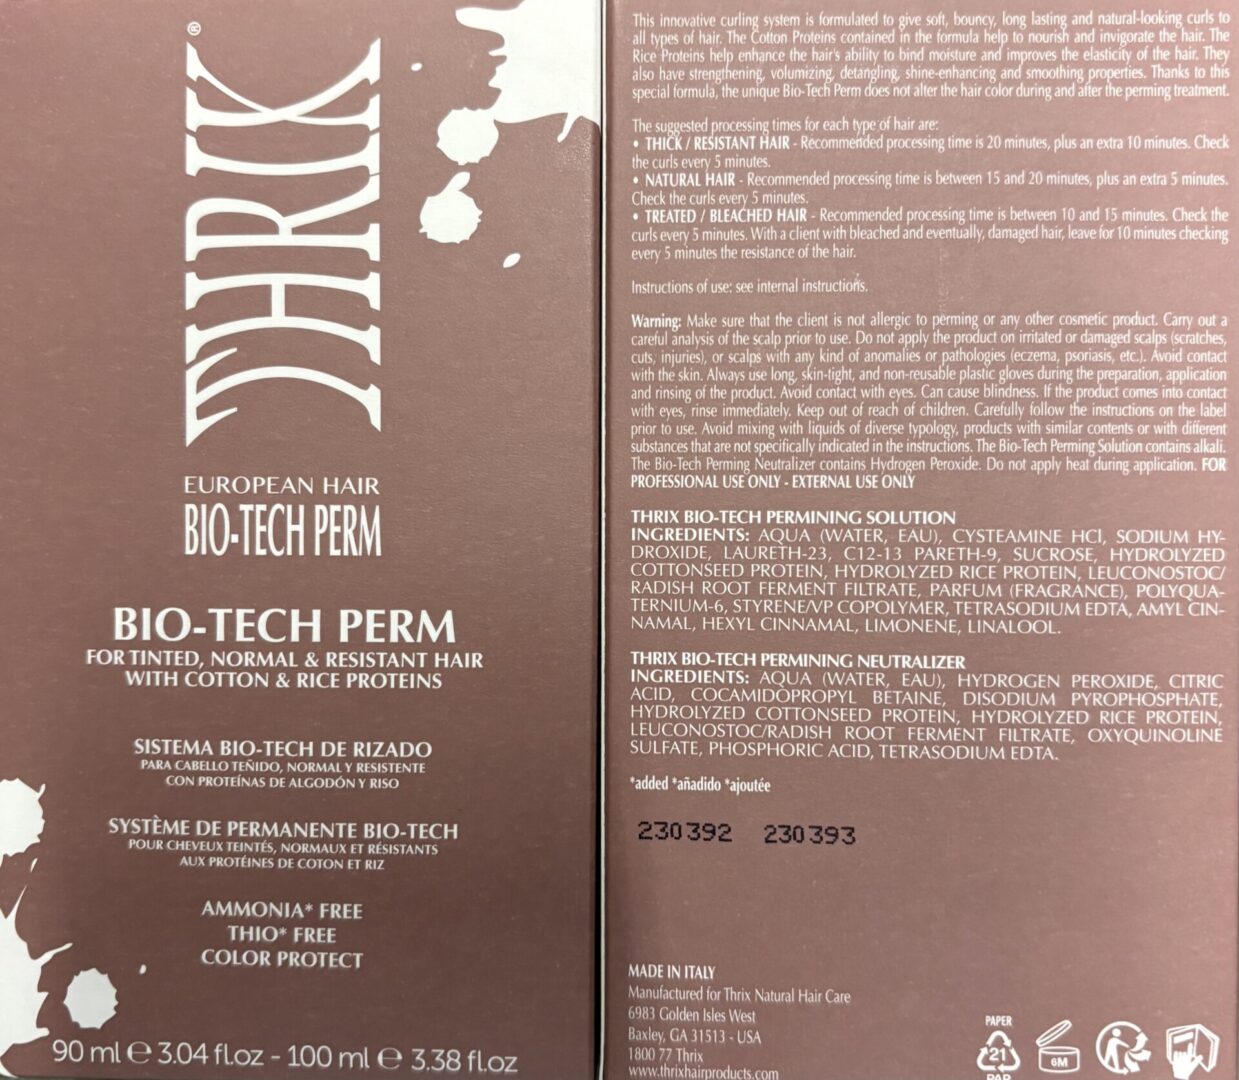 THRIX®
EUROPEAN HAIR
BIO-TECH PERM
BIO-TECH PERM
FOR TINTED, NORMAL & RESISTANT HAIR
WITH COTTON & RICE PROTEINS
SISTEMA BIO-TECH DE RIZADO
PARA CABELLO TEÑIDO, NORMAL Y RESISTENTE
CON PROTEÍNAS DE ALGODÓN Y RISO
SYSTÈME DE PERMANENTE BIO-TECH
POUR CHEVEUX TEINTÉS, NORMAUX ET RÉSISTANTS
AUX PROTÉINES DE COTON ET RIZ
AMMONIA* FREE
THIO* FREE
COLOR PROTECT
90 ml ℮ 3.04 fl.oz - 100 ml ℮ 3.38 fl.oz
This innovative curling system is formulated to give soft, bouncy, long lasting and natural-looking curls to
all types of hair. The Cotton Proteins contained in the formula help to nourish and invigorate the hair. The
Rice Proteins help enhance the hair's ability to bind moisture and improves the elasticity of the hair. They
also have strengthening, volumizing, detangling, shine-enhancing and smoothing properties. Thanks to this
special formula, the unique Bio-Tech Perm does not alter the hair color during and after the perming treatment.
The suggested processing times for each type of hair are:
• THICK / RESISTANT HAIR - Recommended processing time is 20 minutes, plus an extra 10 minutes. Check
the curls every 5 minutes.
• NATURAL HAIR - Recommended processing time is between 15 and 20 minutes, plus an extra 5 minutes.
Check the curls every 5 minutes.
• TREATED / BLEACHED HAIR - Recommended processing time is between 10 and 15 minutes. Check the
curls every 5 minutes. With a client with bleached and eventually, damaged hair, leave for 10 minutes checking
every 5 minutes the resistance of the hair.
Instructions of use: see internal instructions.
Warning: Make sure that the client is not allergic to perming or any other cosmetic product. Carry out a
careful analysis of the scalp prior to use. Do not apply the product on irritated or damaged scalps (scratches,
cuts, injuries), or scalps with any kind of anomalies or pathologies (eczema, psoriasis, etc.). Avoid contact
with the skin. Always use long, skin-tight, and non-reusable plastic gloves during the preparation, application
and rinsing of the product. Avoid contact with eyes. Can cause blindness. If the product comes into contact
with eyes, rinse immediately. Keep out of reach of children. Carefully follow the instructions on the label
prior to use. Avoid mixing with liquids of diverse typology, products with similar contents or with different
substances that are not specifically indicated in the instructions. The Bio-Tech Perming Solution contains alkali.
The Bio-Tech Perming Neutralizer contains Hydrogen Peroxide. Do not apply heat during application. FOR
PROFESSIONAL USE ONLY - EXTERNAL USE ONLY
THRIX BIO-TECH PERMINING SOLUTION
INGREDIENTS: AQUA (WATER, EAU), CYSTEAMINE HCl, SODIUM HY-
DROXIDE, LAURETH-23, C12-13 PARETH-9, SUCROSE, HYDROLYZED
COTTONSEED PROTEIN, HYDROLYZED RICE PROTEIN, LEUCONOSTOC/
RADISH ROOT FERMENT FILTRATE, PARFUM (FRAGRANCE), POLYQUA-
TERNIUM-6, STYRENE/VP COPOLYMER, TETRASODIUM EDTA, AMYL CIN-
NAMAL, HEXYL CINNAMAL, LIMONENE, LINALOOL.
THRIX BIO-TECH PERMINING NEUTRALIZER
INGREDIENTS: AQUA (WATER, EAU), HYDROGEN PEROXIDE, CITRIC
ACID, COCAMIDOPROPYL BETAINE, DISODIUM PYROPHOSPHATE,
HYDROLYZED COTTONSEED PROTEIN, HYDROLYZED RICE PROTEIN,
LEUCONOSTOC/RADISH ROOT FERMENT FILTRATE, OXYQUINOLINE
SULFATE, PHOSPHORIC ACID, TETRASODIUM EDTA.
*added *añadido *ajoutée
230392 230393
MADE IN ITALY
Manufactured for Thrix Natural Hair Care
6983 Golden Isles West
Baxley, GA 31513 - USA
1800 77 Thrix
www.thrixhairproducts.com
PAPER
21
PAP
6M